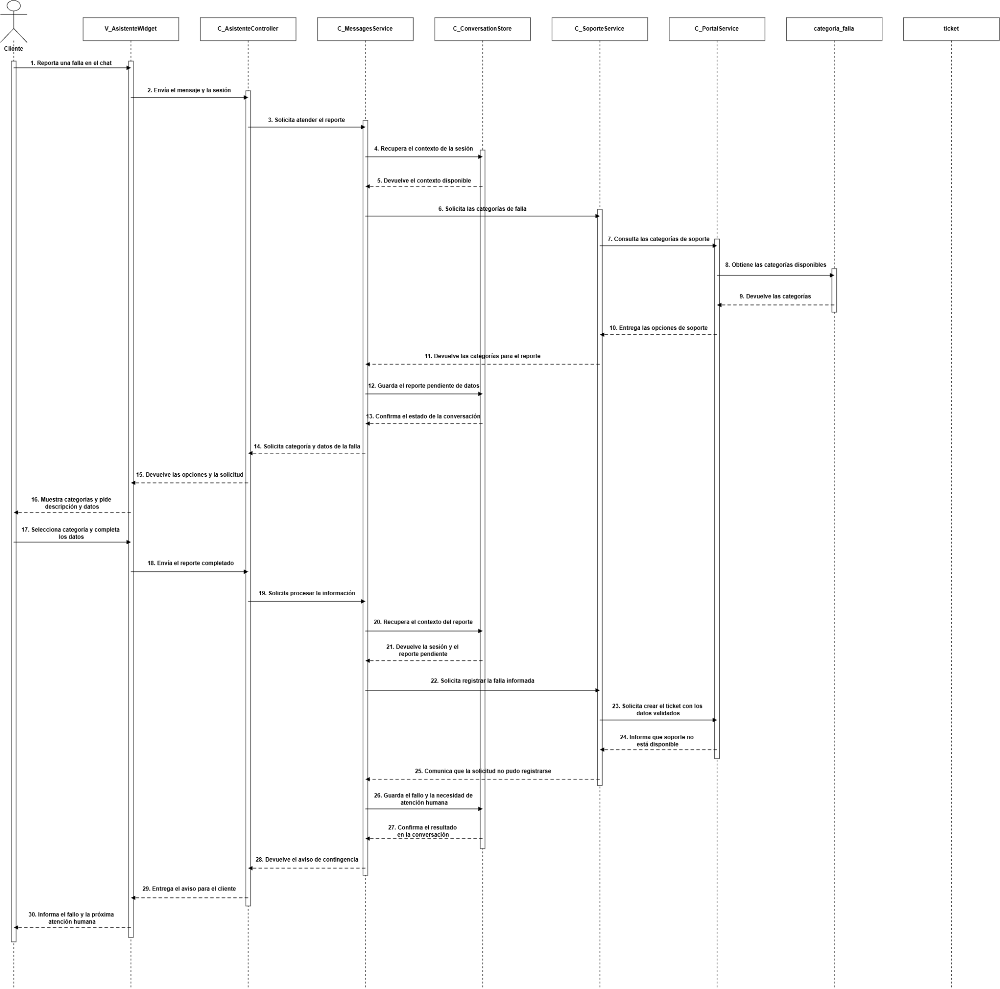 Cliente
V_AsistenteWidget
C_AsistenteController
C_MessagesService
C_ConversationStore
C_SoporteService
C_PortalService
categoria_falla
ticket
1. Reporta una falla en el chat
2. Envía el mensaje y la sesión
3. Solicita atender el reporte
4. Recupera el contexto de la sesión
5. Devuelve el contexto disponible
6. Solicita las categorías de falla
7. Consulta las categorías de soporte
8. Obtiene las categorías disponibles
9. Devuelve las categorías
10. Entrega las opciones de soporte
11. Devuelve las categorías para el reporte
12. Guarda el reporte pendiente de datos
13. Confirma el estado de la conversación
14. Solicita categoría y datos de la falla
15. Devuelve las opciones y la solicitud
16. Muestra categorías y pide
descripción y datos
17. Selecciona categoría y completa
los datos
18. Envía el reporte completado
19. Solicita procesar la información
20. Recupera el contexto del reporte
21. Devuelve la sesión y el
reporte pendiente
22. Solicita registrar la falla informada
23. Solicita crear el ticket con los
datos validados
24. Informa que soporte no
está disponible
25. Comunica que la solicitud no pudo registrarse
26. Guarda el fallo y la necesidad de
atención humana
27. Confirma el resultado
en la conversación
28. Devuelve el aviso de contingencia
29. Entrega el aviso para el cliente
30. Informa el fallo y la próxima
atención humana